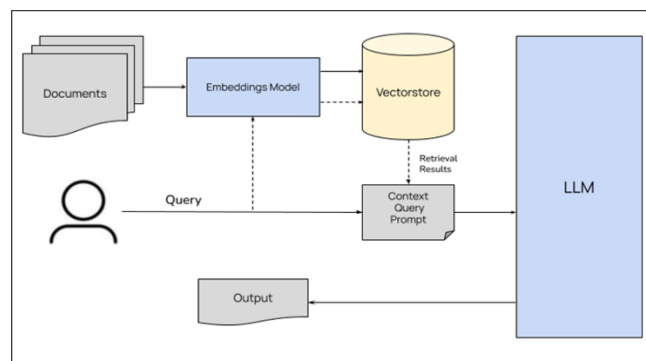 Documents
Embeddings Model
Vectorstore
Retrieval
Results
Query
Context
Query
Prompt
LLM
Output